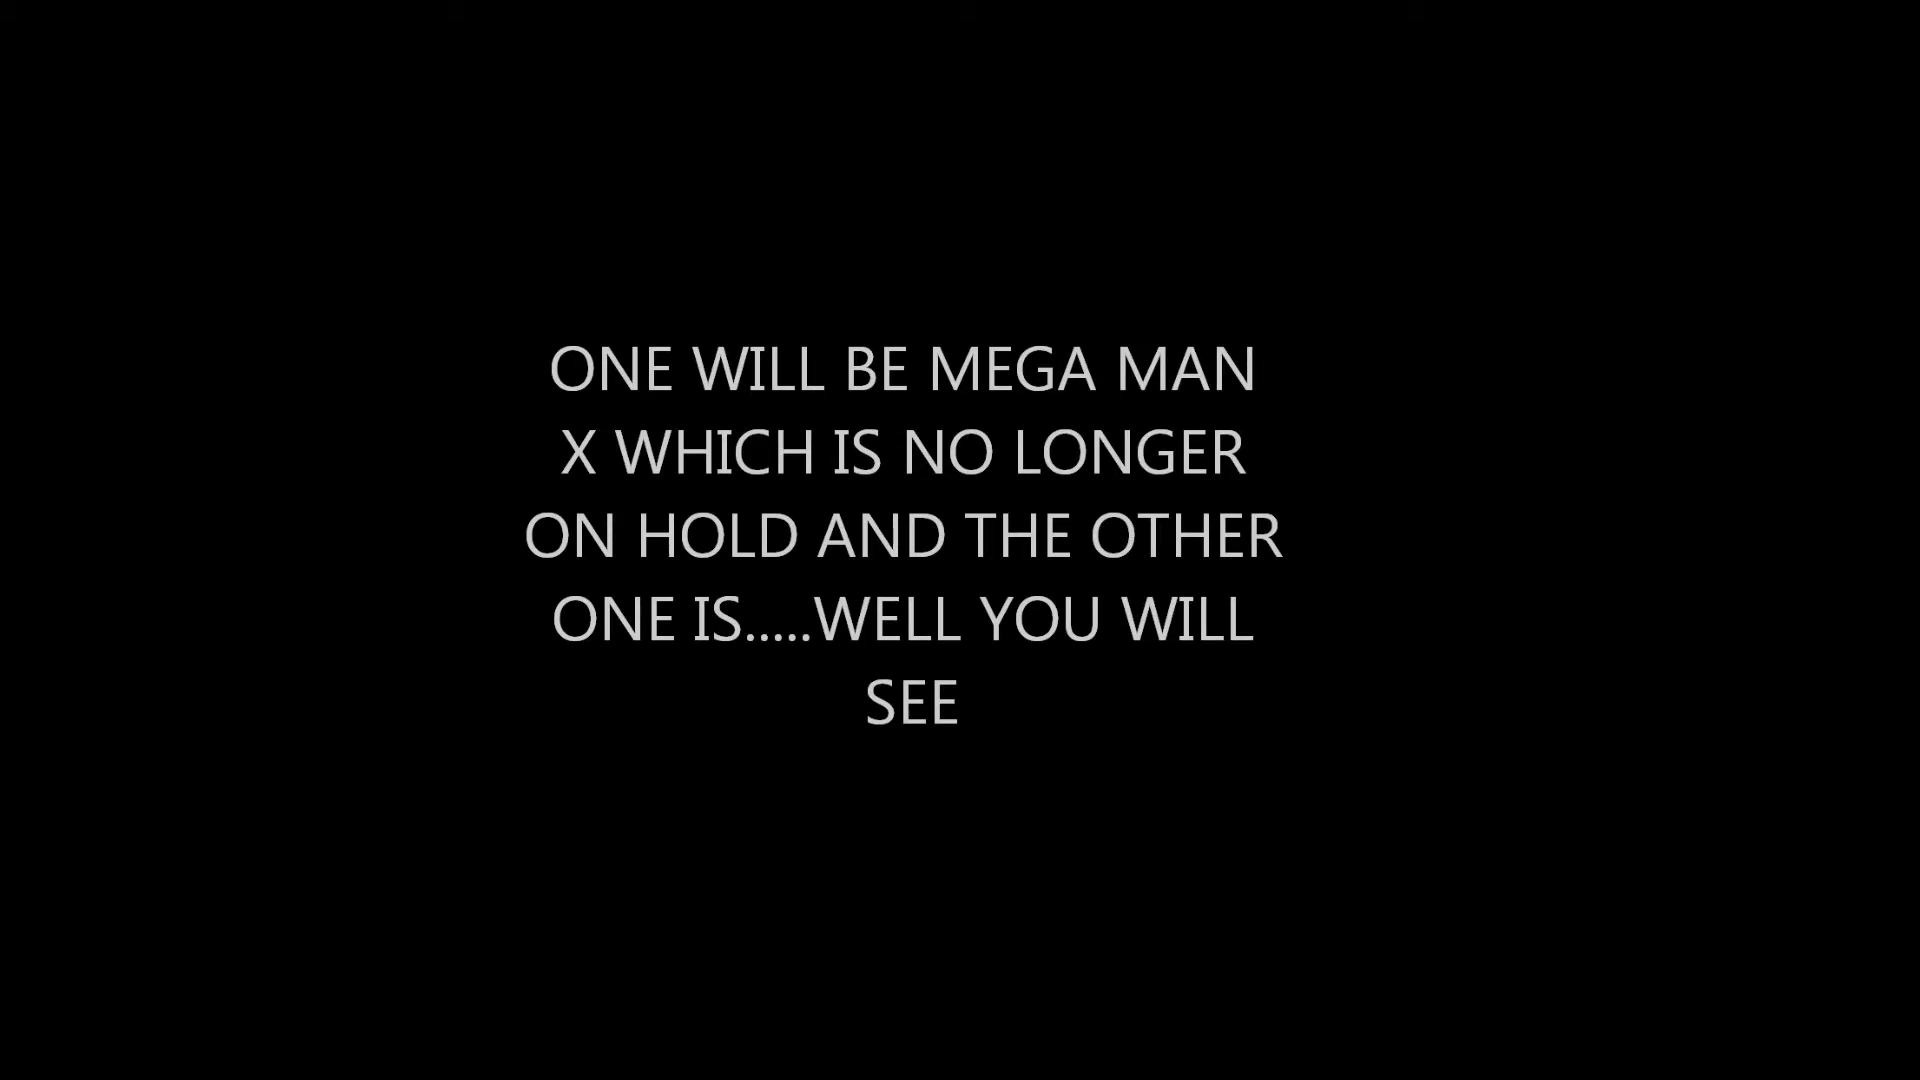 ONE WILL BE MEGA MAN
X WHICH IS NO LONGER
ON HOLD AND THE OTHER
ONE IS.....WELL YOU WILL
SEE